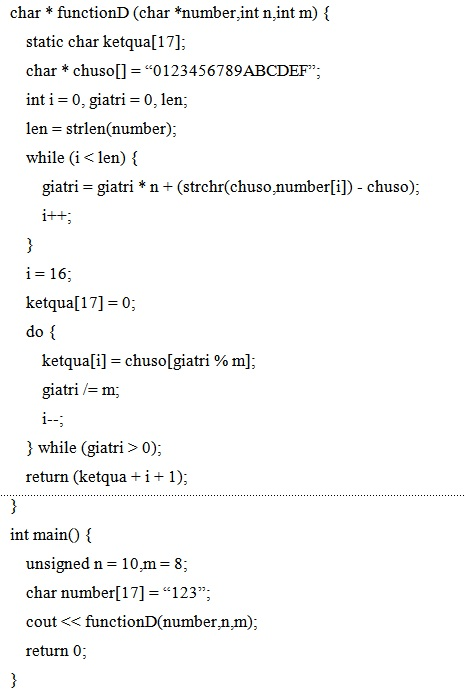 char * functionD (char *number,int n,int m) {
static char ketqua[17];
char * chuso[] = “0123456789ABCDEF”;
int i = 0, giatri = 0, len;
len = strlen(number);
while (i < len) {
giatri = giatri * n + (strchr(chuso,number[i]) - chuso);
i++;
}
i = 16;
ketqua[17] = 0;
do {
ketqua[i] = chuso[giatri % m];
giatri /= m;
i--;
} while (giatri > 0);
return (ketqua + i + 1);
}
int main() {
unsigned n = 10,m = 8;
char number[17] = “123”;
cout << functionD(number,n,m);
return 0;
}